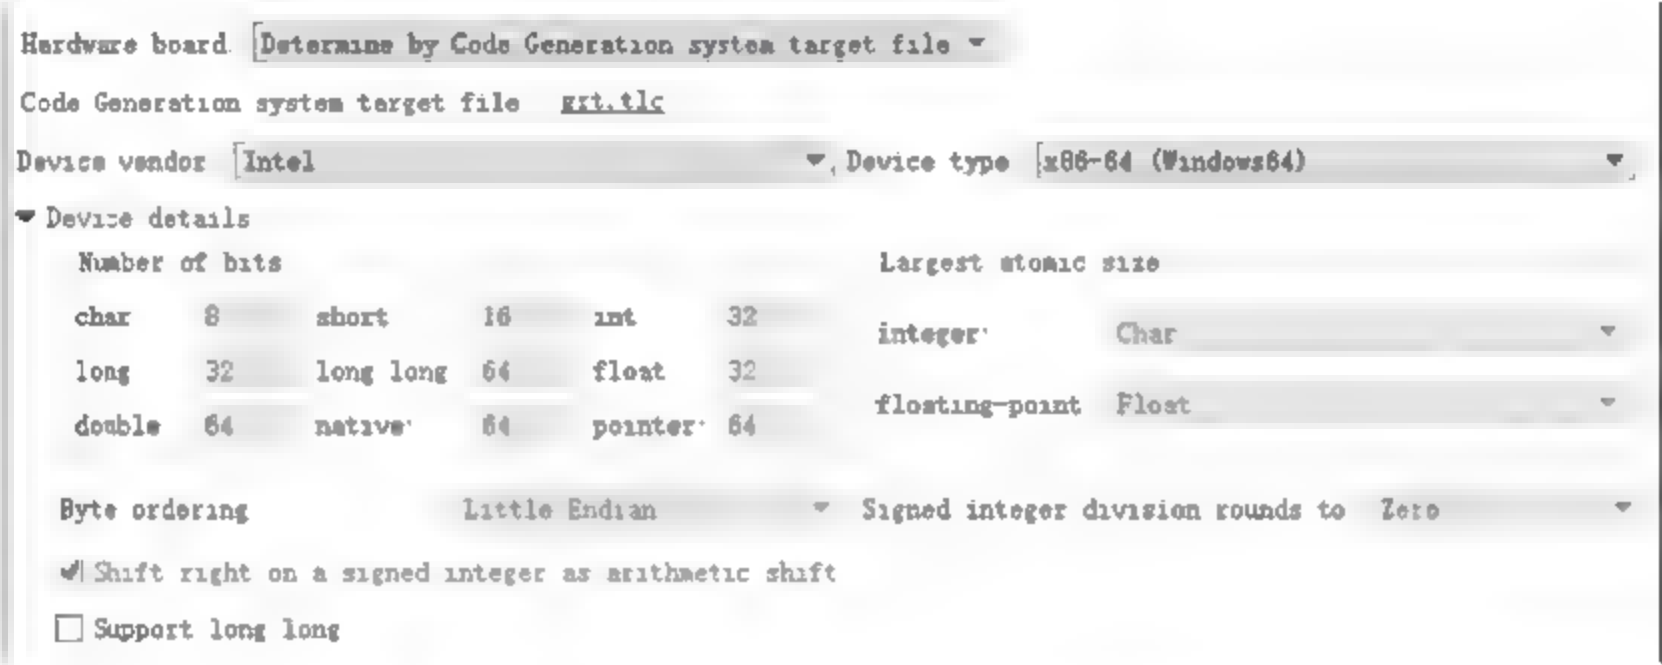 Hardware board Determine by Code Generation system target file
Code Generation system target file grt.tlc
Device vendor Intel Device type x86-64 (Windows64)
Device details
Number of bits Largest atomic size
char 8 short 16 int 32
integer Char
long 32 long long 64 float 32
floating-point Float
double 64 native 64 pointer 64
Byte ordering Little Endian Signed integer division rounds to Zero
Shift right on a signed integer as arithmetic shift
Support long long